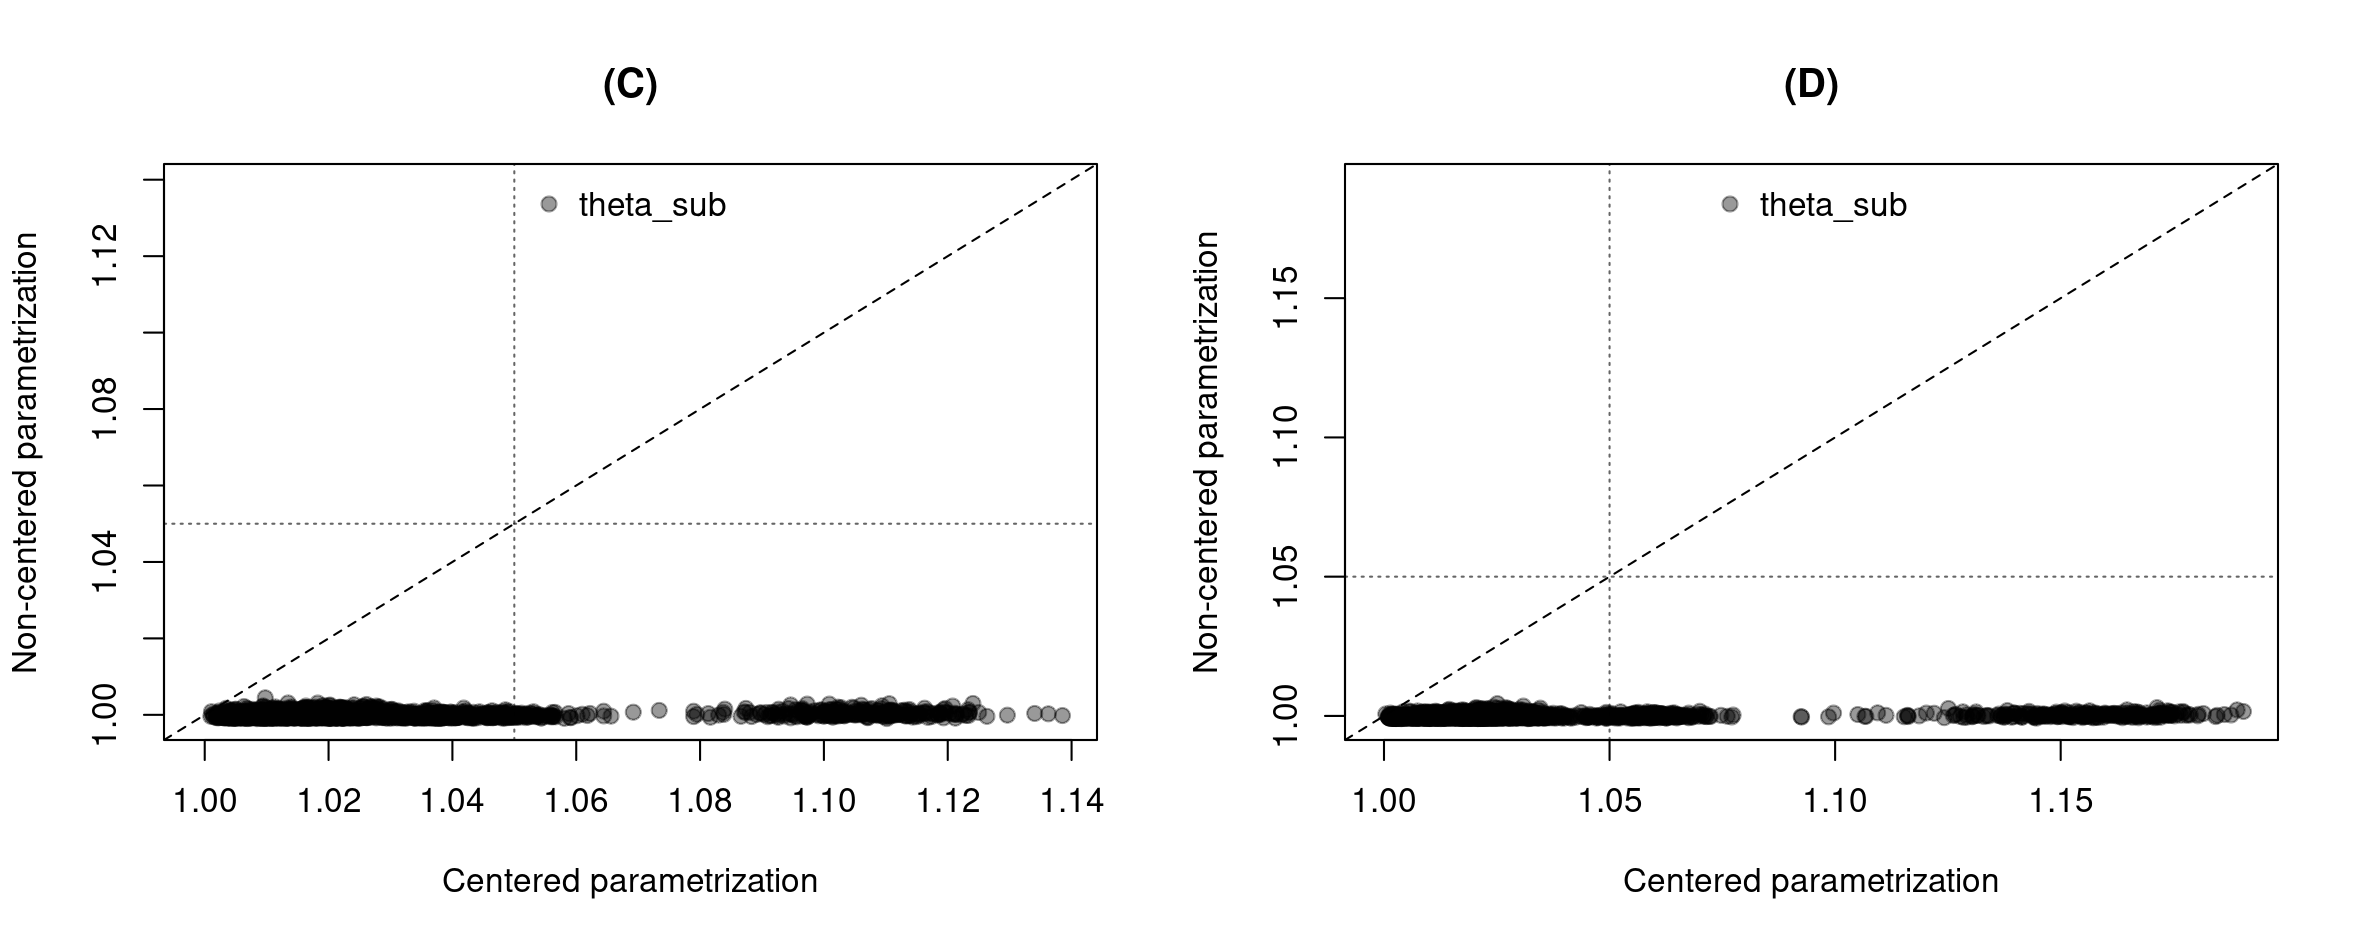 (C)
theta_sub
Non-centered parametrization
1.12
1.08
1.04
1.00
1.00 1.02 1.04 1.06 1.08 1.10 1.12 1.14
Centered parametrization
(D)
theta_sub
Non-centered parametrization
1.15
1.10
1.05
1.00
1.00 1.05 1.10 1.15
Centered parametrization